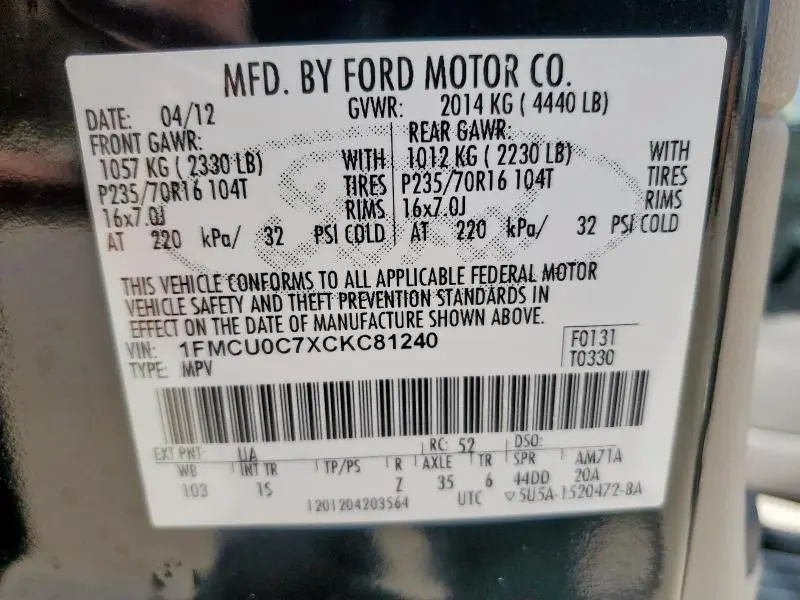 MFD. BY FORD MOTOR CO.
DATE: 04/12 GVWR: 2014 KG ( 4440 LB)
FRONT GAWR: REAR GAWR:
1057 KG ( 2330 LB) WITH 1012 KG ( 2230 LB) WITH
P235/70R16 104T TIRES P235/70R16 104T TIRES
16x7.0J RIMS 16x7.0J RIMS
AT 220 kPa/ 32 PSI COLD AT 220 kPa/ 32 PSI COLD
THIS VEHICLE CONFORMS TO ALL APPLICABLE FEDERAL MOTOR
VEHICLE SAFETY AND THEFT PREVENTION STANDARDS IN
EFFECT ON THE DATE OF MANUFACTURE SHOWN ABOVE.
VIN: 1FMCU0C7XCKC81240 F0131
TYPE: MPV T0330
EXT PNT: UA RC: 52 DSO:
WB INT TR TP/PS R AXLE TR SPR AM71A
103 15 Z 35 6 44DD 20A
1201204203564 UTC ▽5U5A-1520472-BA